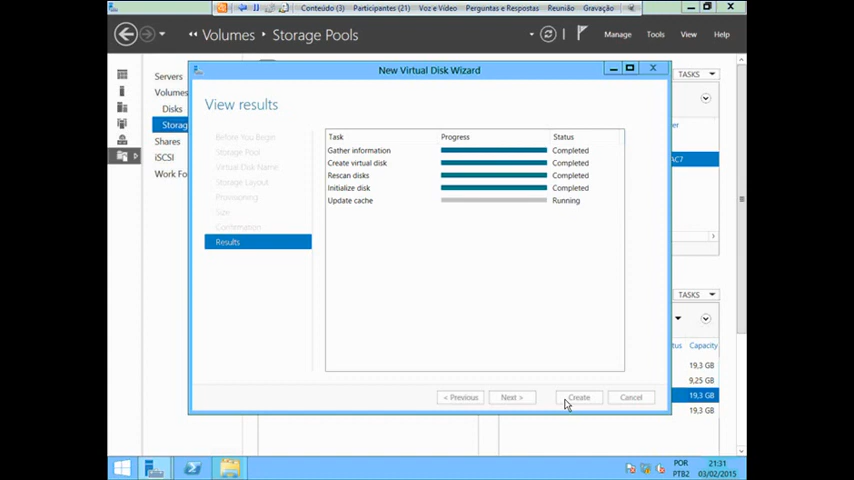 Conteúdo (3) Participantes (21) Voz e Vídeo Perguntas e Respostas Reunião Gravação
Volumes Storage Pools
Manage Tools View Help
New Virtual Disk Wizard
Servers
Volumes
Disks
Storag
Shares
iSCSI
Work Fo
TASKS
AC7
View results
Before You Begin
Storage Pool
Virtual Disk Name
Storage Layout
Provisioning
Size
Confirmation
Results
Task Progress Status
Gather information Completed
Create virtual disk Completed
Rescan disks Completed
Initialize disk Completed
Update cache Running
TASKS
tus Capacity
19,3 GB
9,25 GB
19,3 GB
19,3 GB
< Previous Next > Create Cancel
POR
PTB2
21:31
03/02/2015